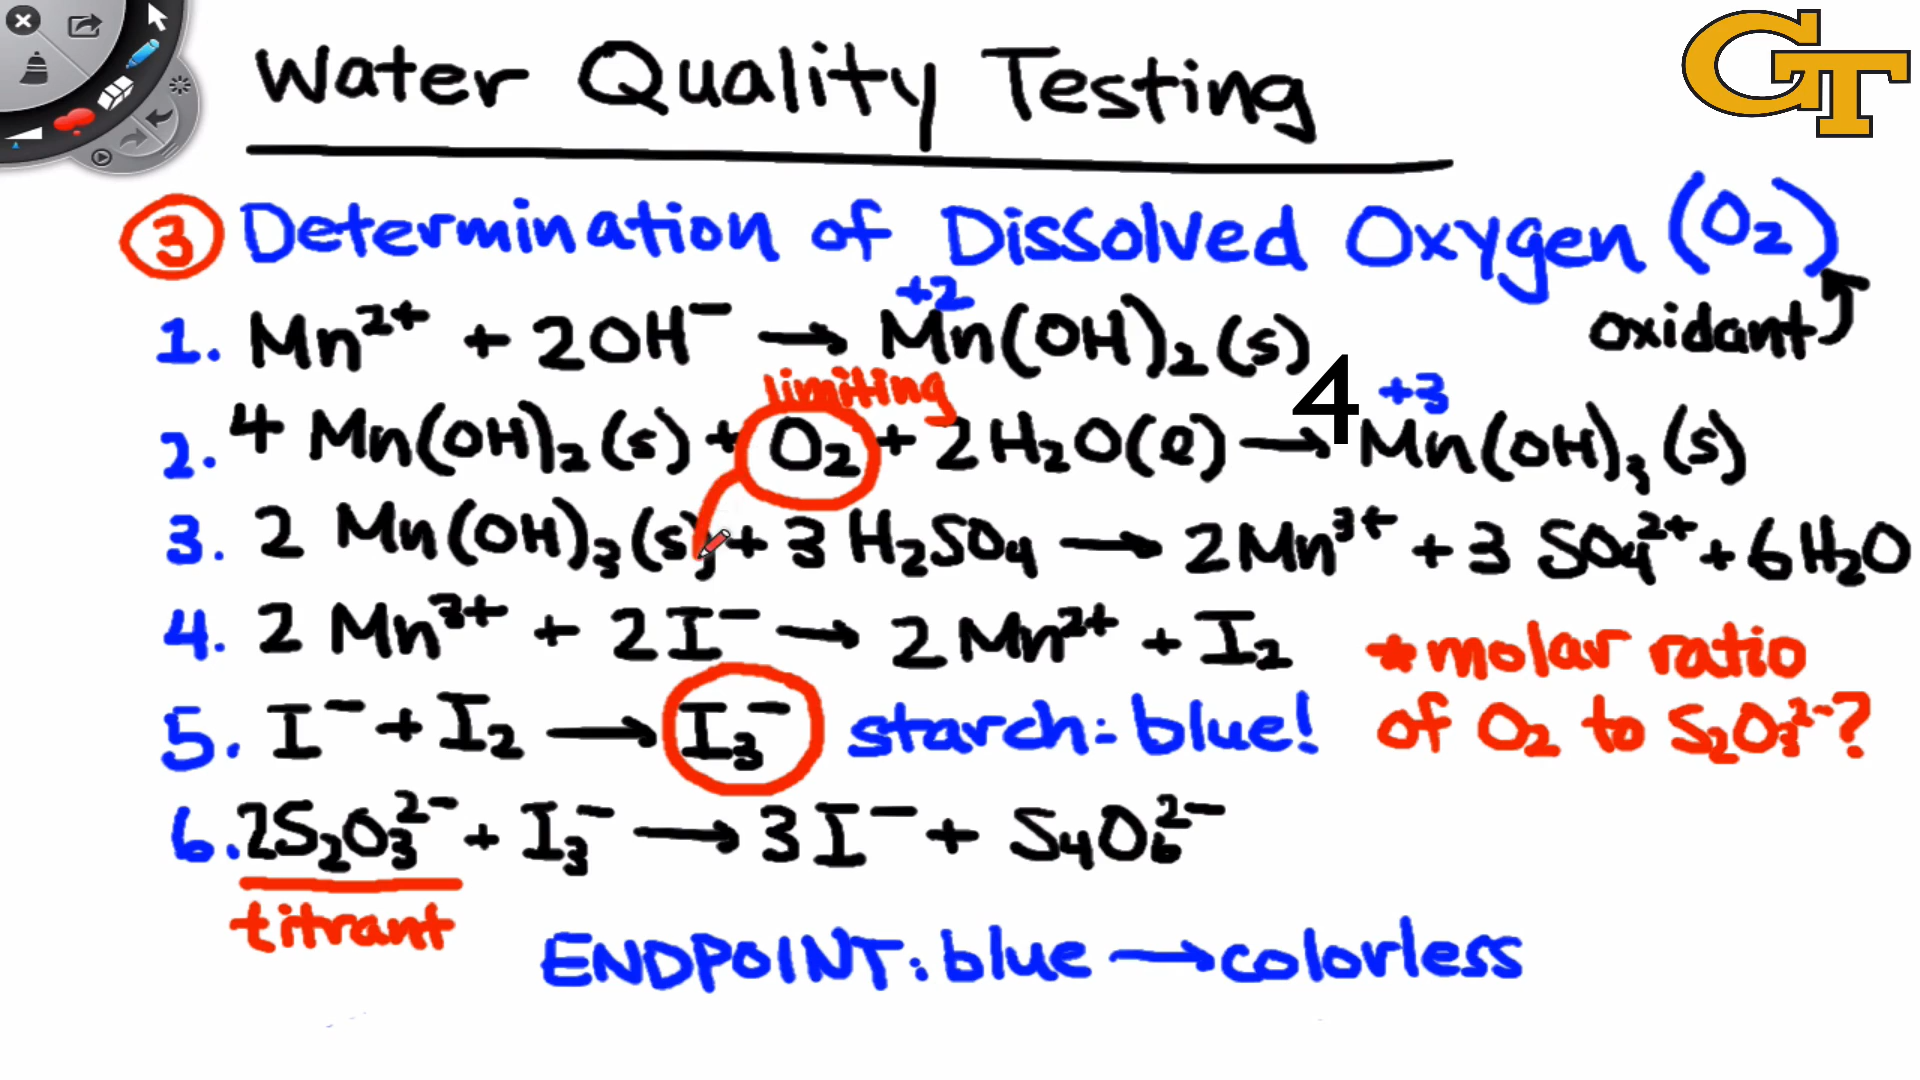 Water Quality Testing
GT
3 Determination of Dissolved Oxygen (O₂)
oxidant
+2
1. Mn²⁺ + 2OH⁻ → Mn(OH)₂(s)
limiting
+3
2. 4 Mn(OH)₂(s) + O₂ + 2H₂O(l) → 4 Mn(OH)₃(s)
3. 2 Mn(OH)₃(s) + 3 H₂SO₄ → 2Mn³⁺ + 3 SO₄²⁺ + 6H₂O
4. 2 Mn³⁺ + 2I⁻ → 2Mn²⁺ + I₂
*molar ratio
of O₂ to S₂O₃²⁻?
5. I⁻ + I₂ → I₃⁻ starch: blue!
6. 2S₂O₃²⁻ + I₃⁻ → 3I⁻ + S₄O₆²⁻
titrant
ENDPOINT: blue → colorless